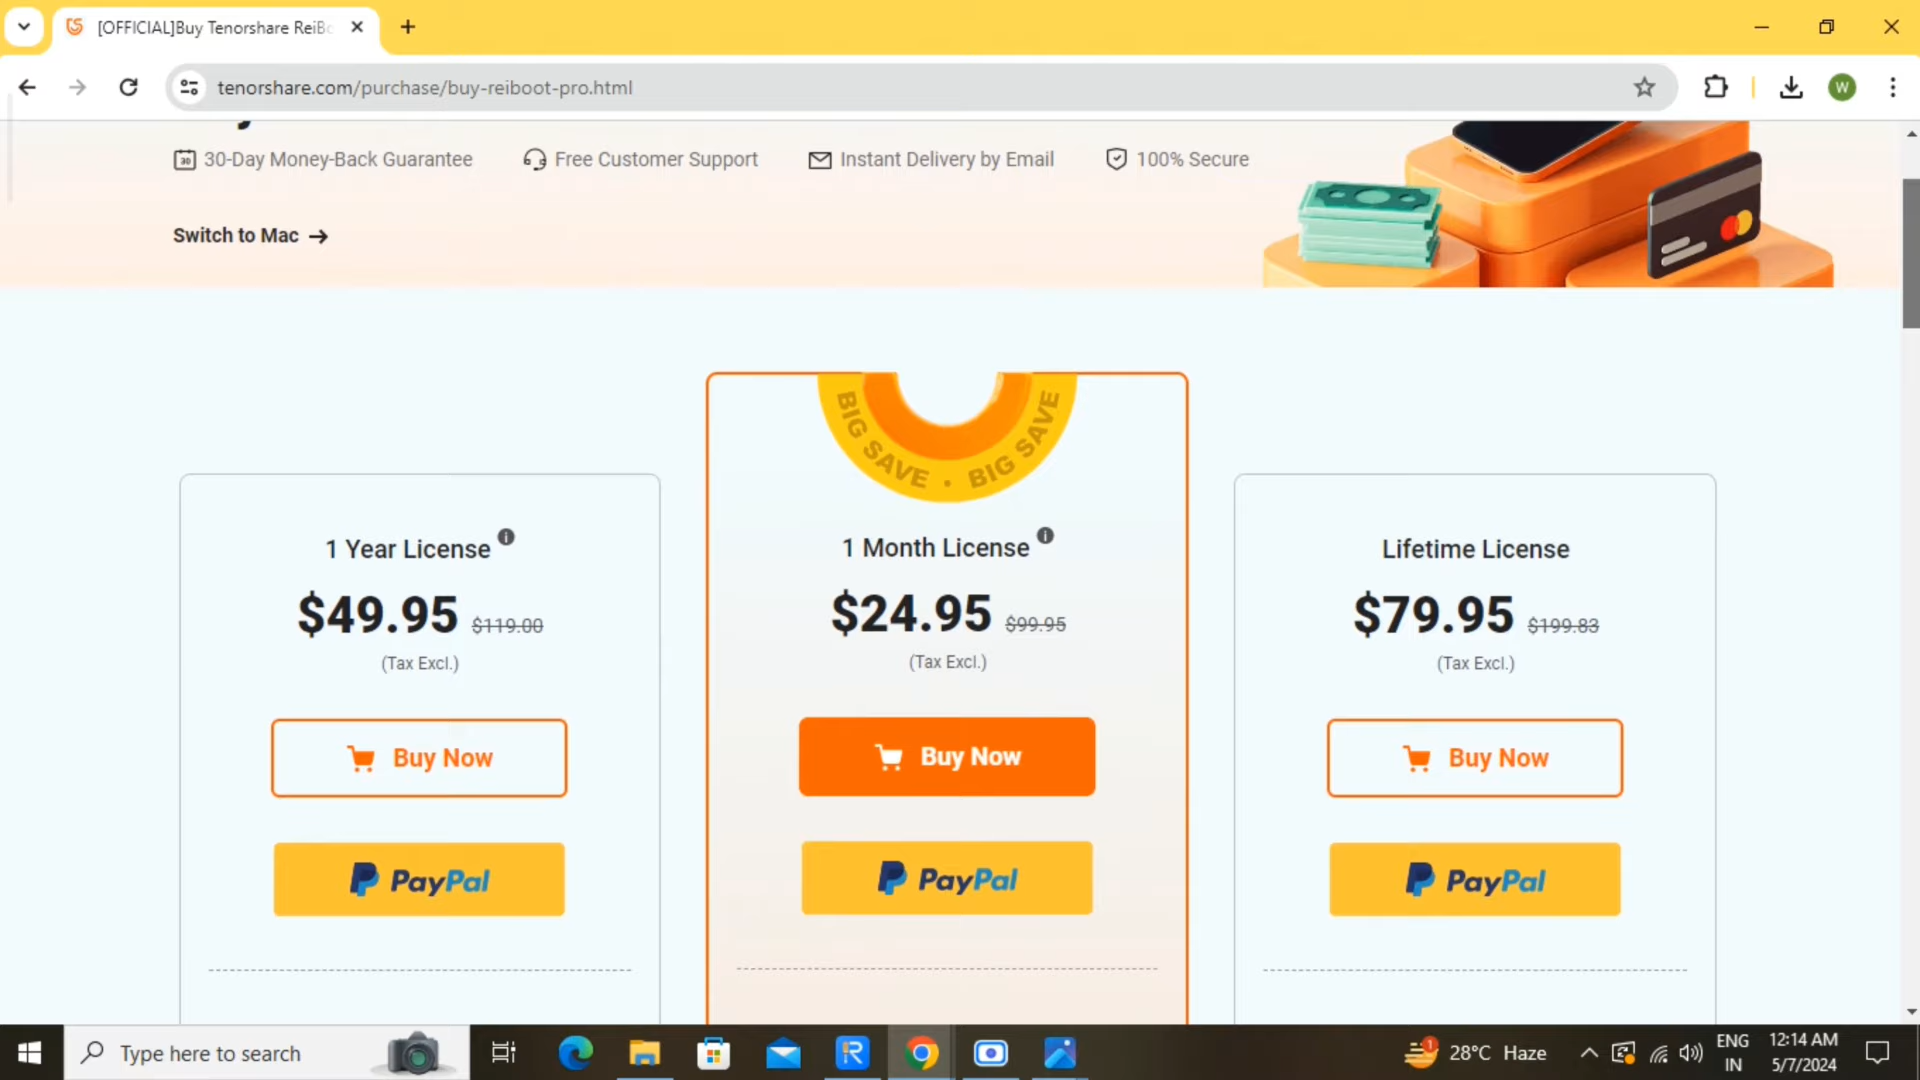 [OFFICIAL]Buy Tenorshare ReiBo
tenorshare.com/purchase/buy-reiboot-pro.html
W
30-Day Money-Back Guarantee
Free Customer Support
Instant Delivery by Email
100% Secure
Switch to Mac →
BIG SAVE • BIG SAVE
1 Year License
$49.95 $119.00
(Tax Excl.)
Buy Now
PayPal
1 Month License
$24.95 $99.95
(Tax Excl.)
Buy Now
PayPal
Lifetime License
$79.95 $199.83
(Tax Excl.)
Buy Now
PayPal
Type here to search
28°C Haze
ENG
IN
12:14 AM
5/7/2024